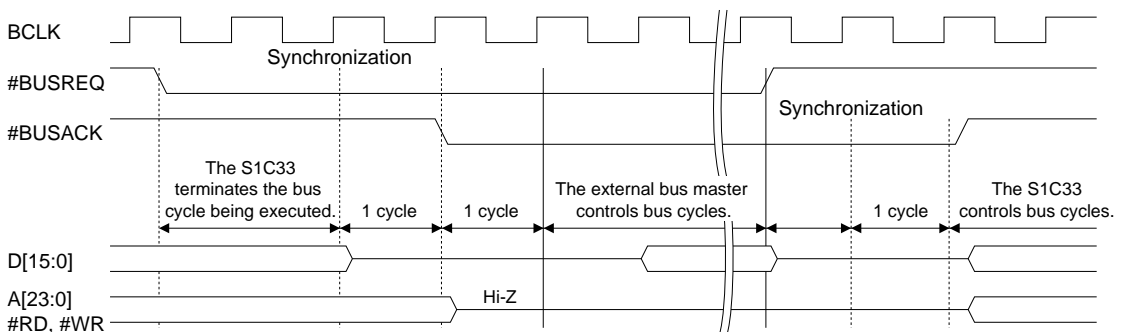 BCLK
Synchronization
#BUSREQ
Synchronization
#BUSACK
The S1C33
terminates the bus
cycle being executed.
1 cycle
1 cycle
The external bus master
controls bus cycles.
1 cycle
The S1C33
controls bus cycles.
D[15:0]
A[23:0]
#RD, #WR
Hi-Z